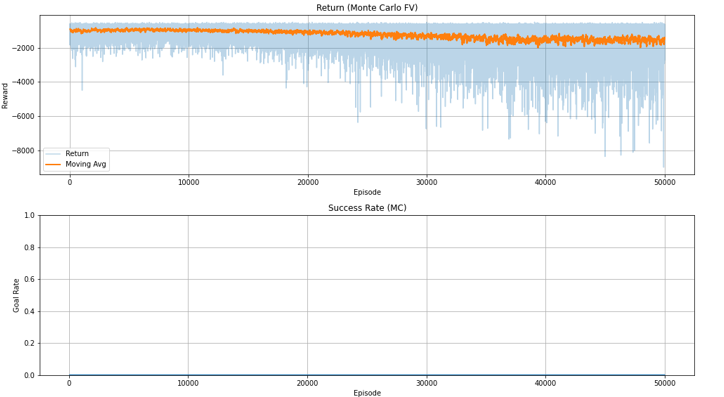 Return (Monte Carlo FV)
Reward
−2000
−4000
−6000
−8000
Return
Moving Avg
0 10000 20000 30000 40000 50000
Episode
Success Rate (MC)
Goal Rate
1.0
0.8
0.6
0.4
0.2
0.0
0 10000 20000 30000 40000 50000
Episode